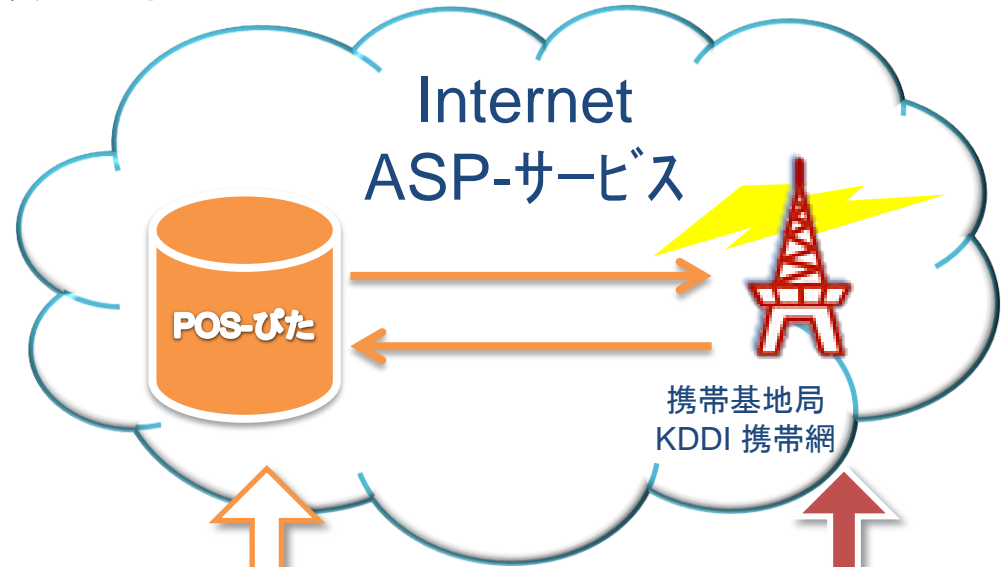 Internet
ASP-サービス
POS-ぴた
携帯基地局
KDDI 携帯網